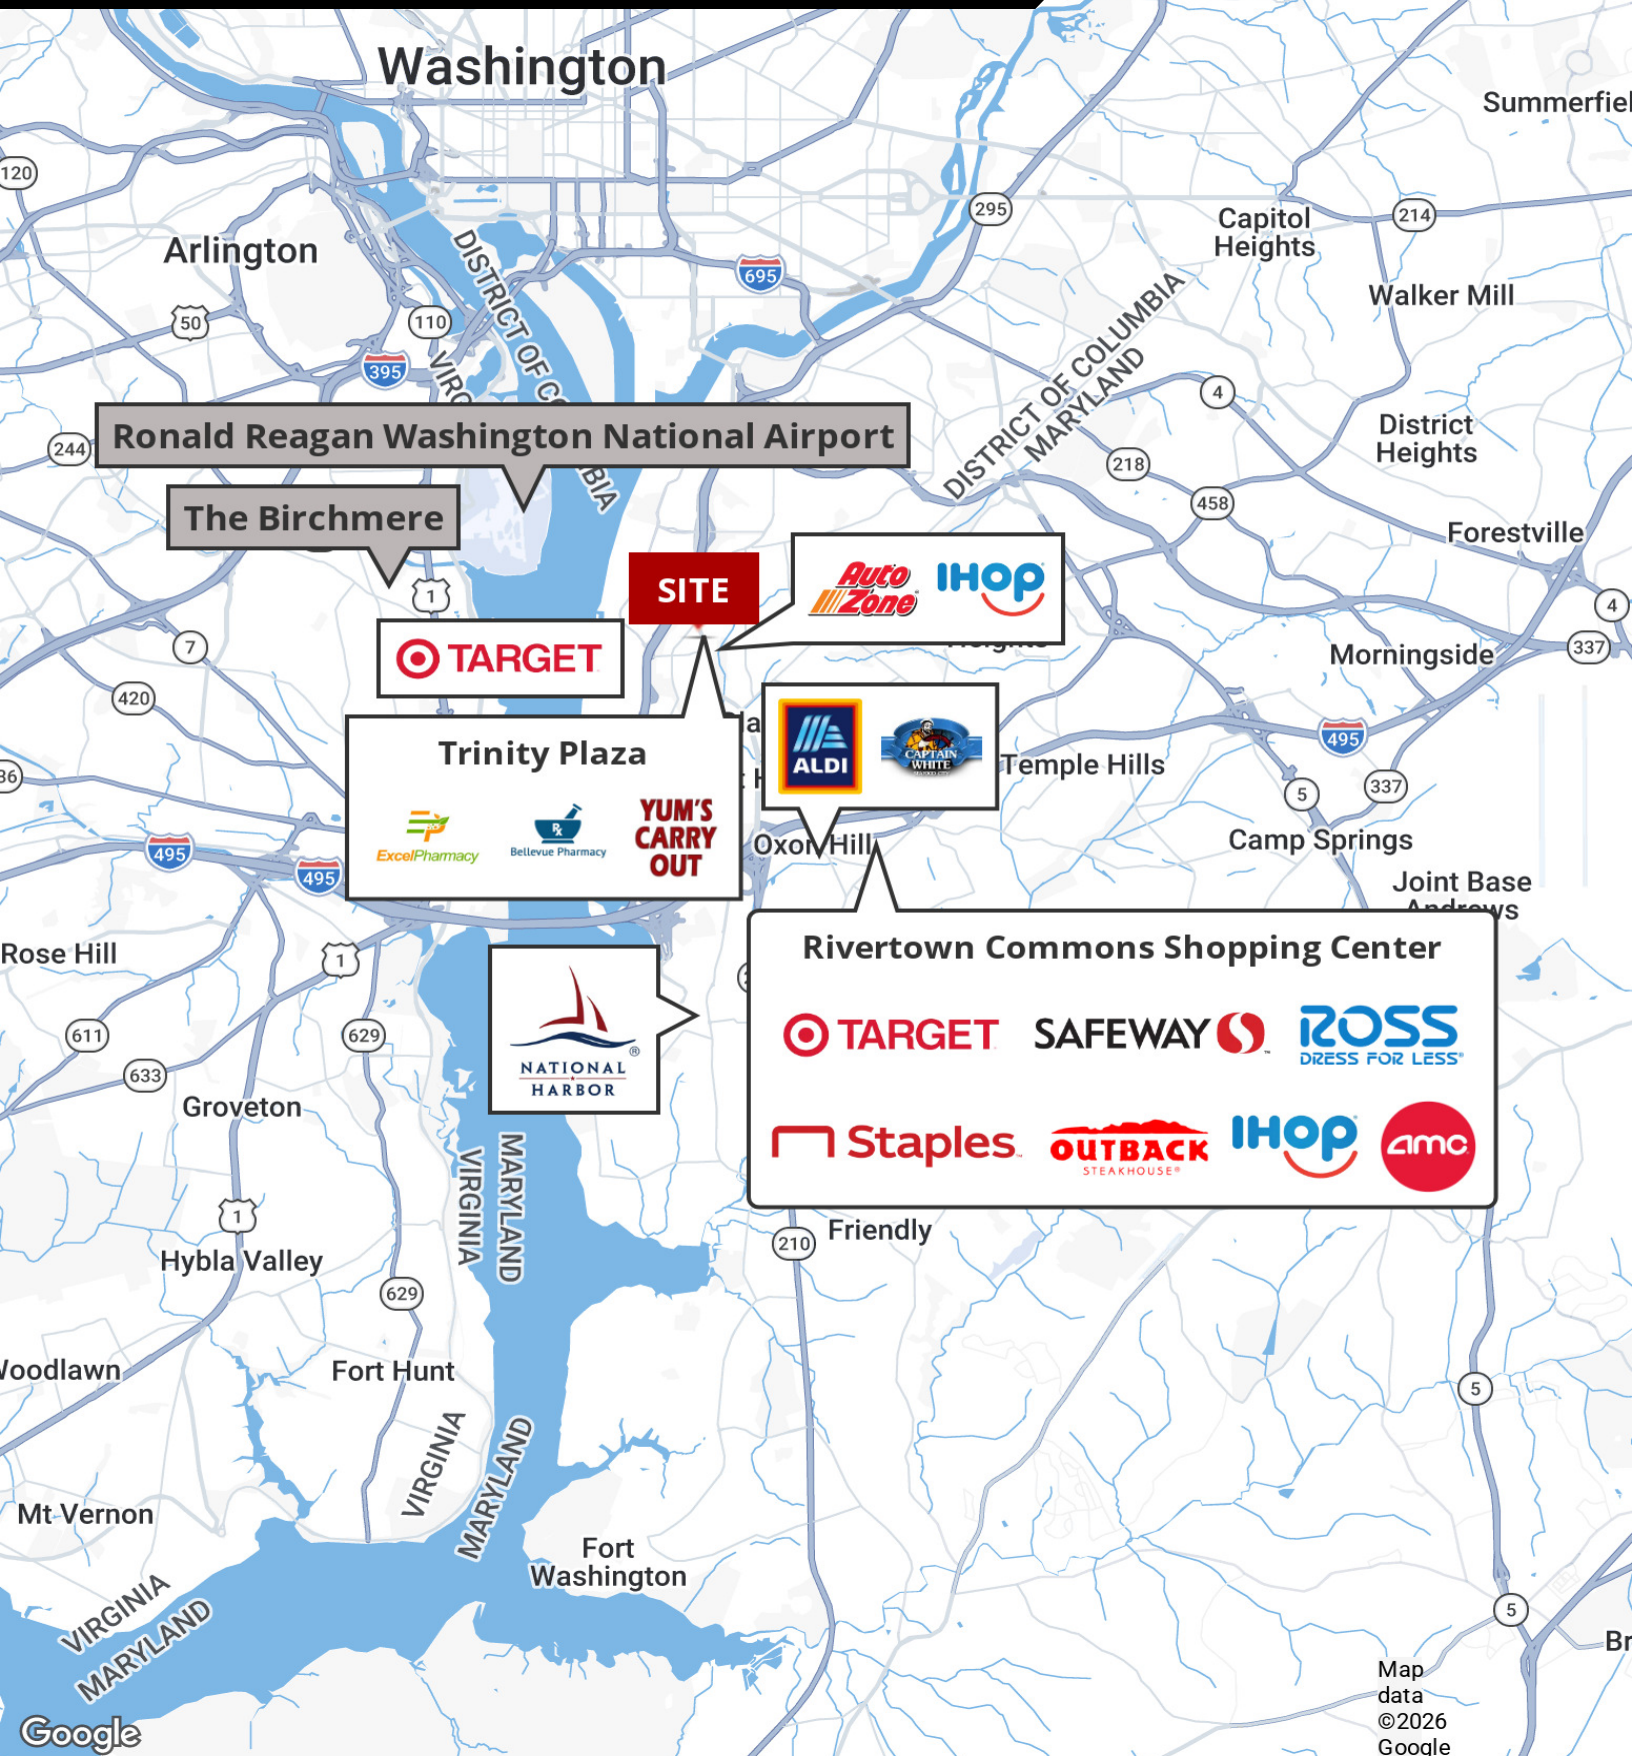 Washington
Summerfiel
120
295
214
Capitol
Heights
Arlington
695
Walker Mill
50
110
DISTRICT OF COLUMBIA
MARYLAND
395
4
Ronald Reagan Washington National Airport
244
District
Heights
218
458
The Birchmere
Forestville
1
SITE
Auto
Zone
IHOP
4
7
TARGET
Heights
Morningside
337
420
Trinity Plaza
ALDI
CAPTAIN
WHITE
495
Temple Hills
5
337
ExcelPharmacy
Rx
Bellevue Pharmacy
YUM'S
CARRY
OUT
Oxon Hill
Camp Springs
495
495
Joint Base
Andrews
Rose Hill
1
Rivertown Commons Shopping Center
NATIONAL
HARBOR
®
TARGET
SAFEWAY
ROSS
DRESS FOR LESS®
611
629
633
Groveton
Staples
OUTBACK
STEAKHOUSE®
IHOP
amc
MARYLAND
VIRGINIA
1
210
Friendly
Hybla Valley
629
Woodlawn
Fort Hunt
5
VIRGINIA
MARYLAND
Mt Vernon
Fort
Washington
VIRGINIA
MARYLAND
5
Br
Map
data
©2026
Google
Google